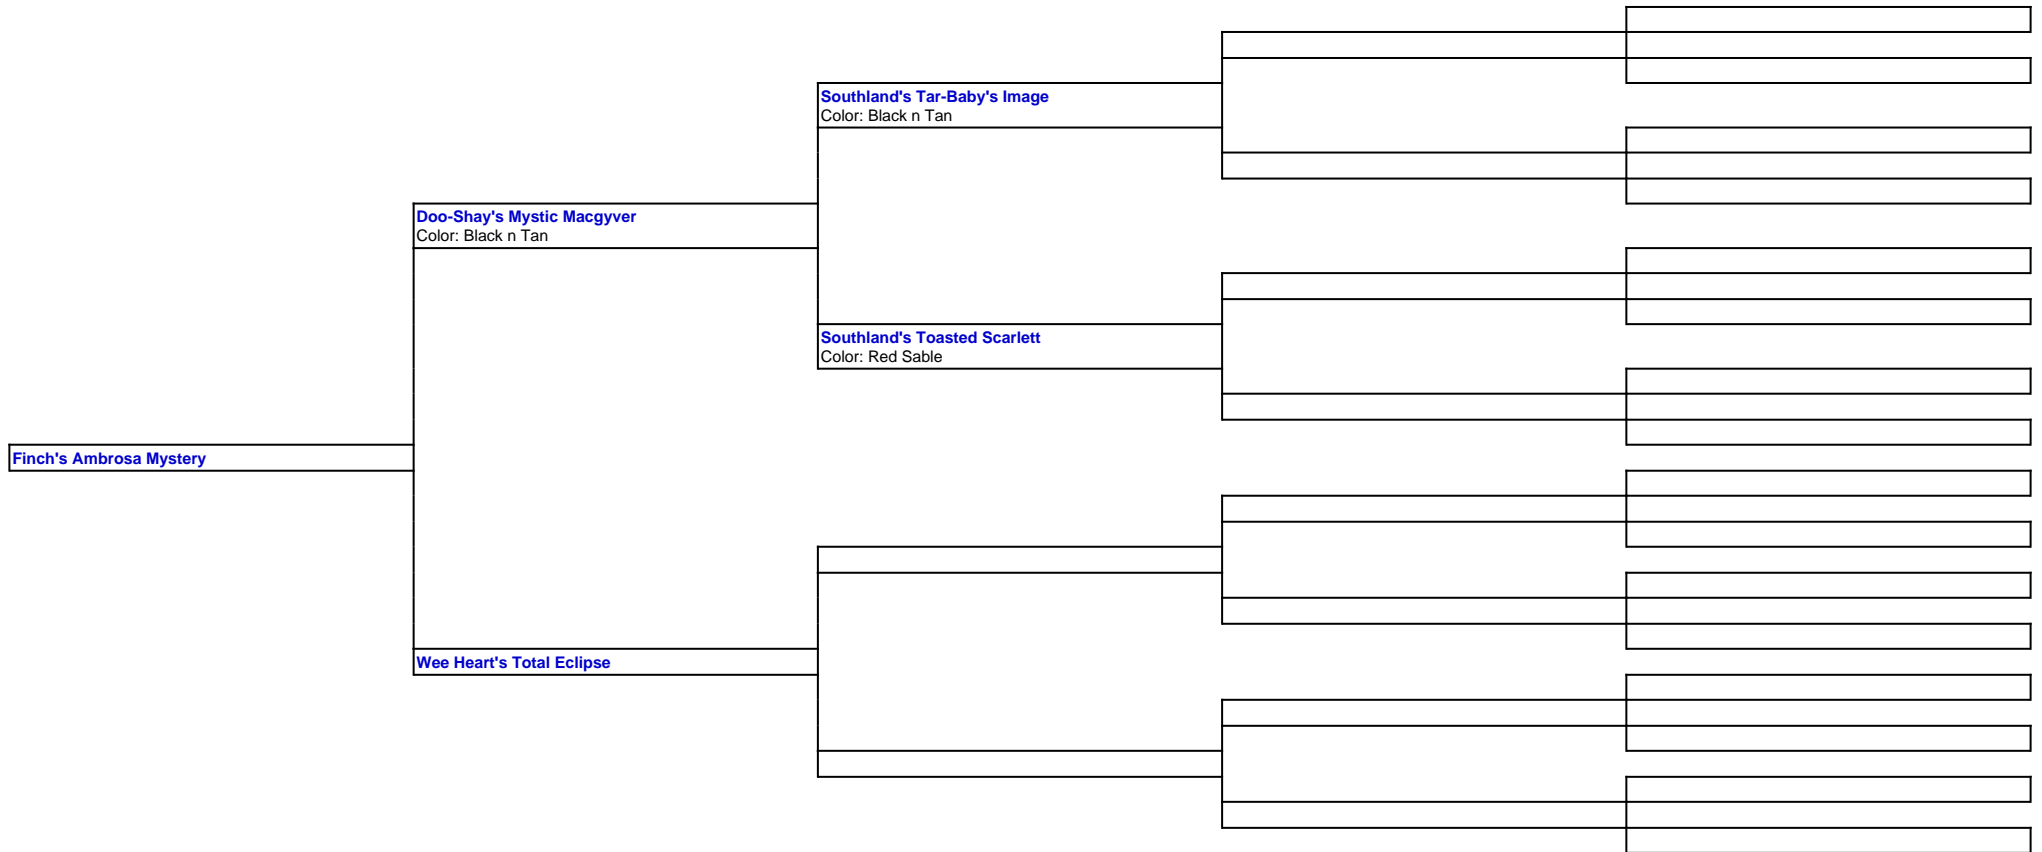 Southland's Tar-Baby's Image
Color: Black n Tan
Doo-Shay's Mystic Macgyver
Color: Black n Tan
Southland's Toasted Scarlett
Color: Red Sable
Finch's Ambrosa Mystery
Wee Heart's Total Eclipse